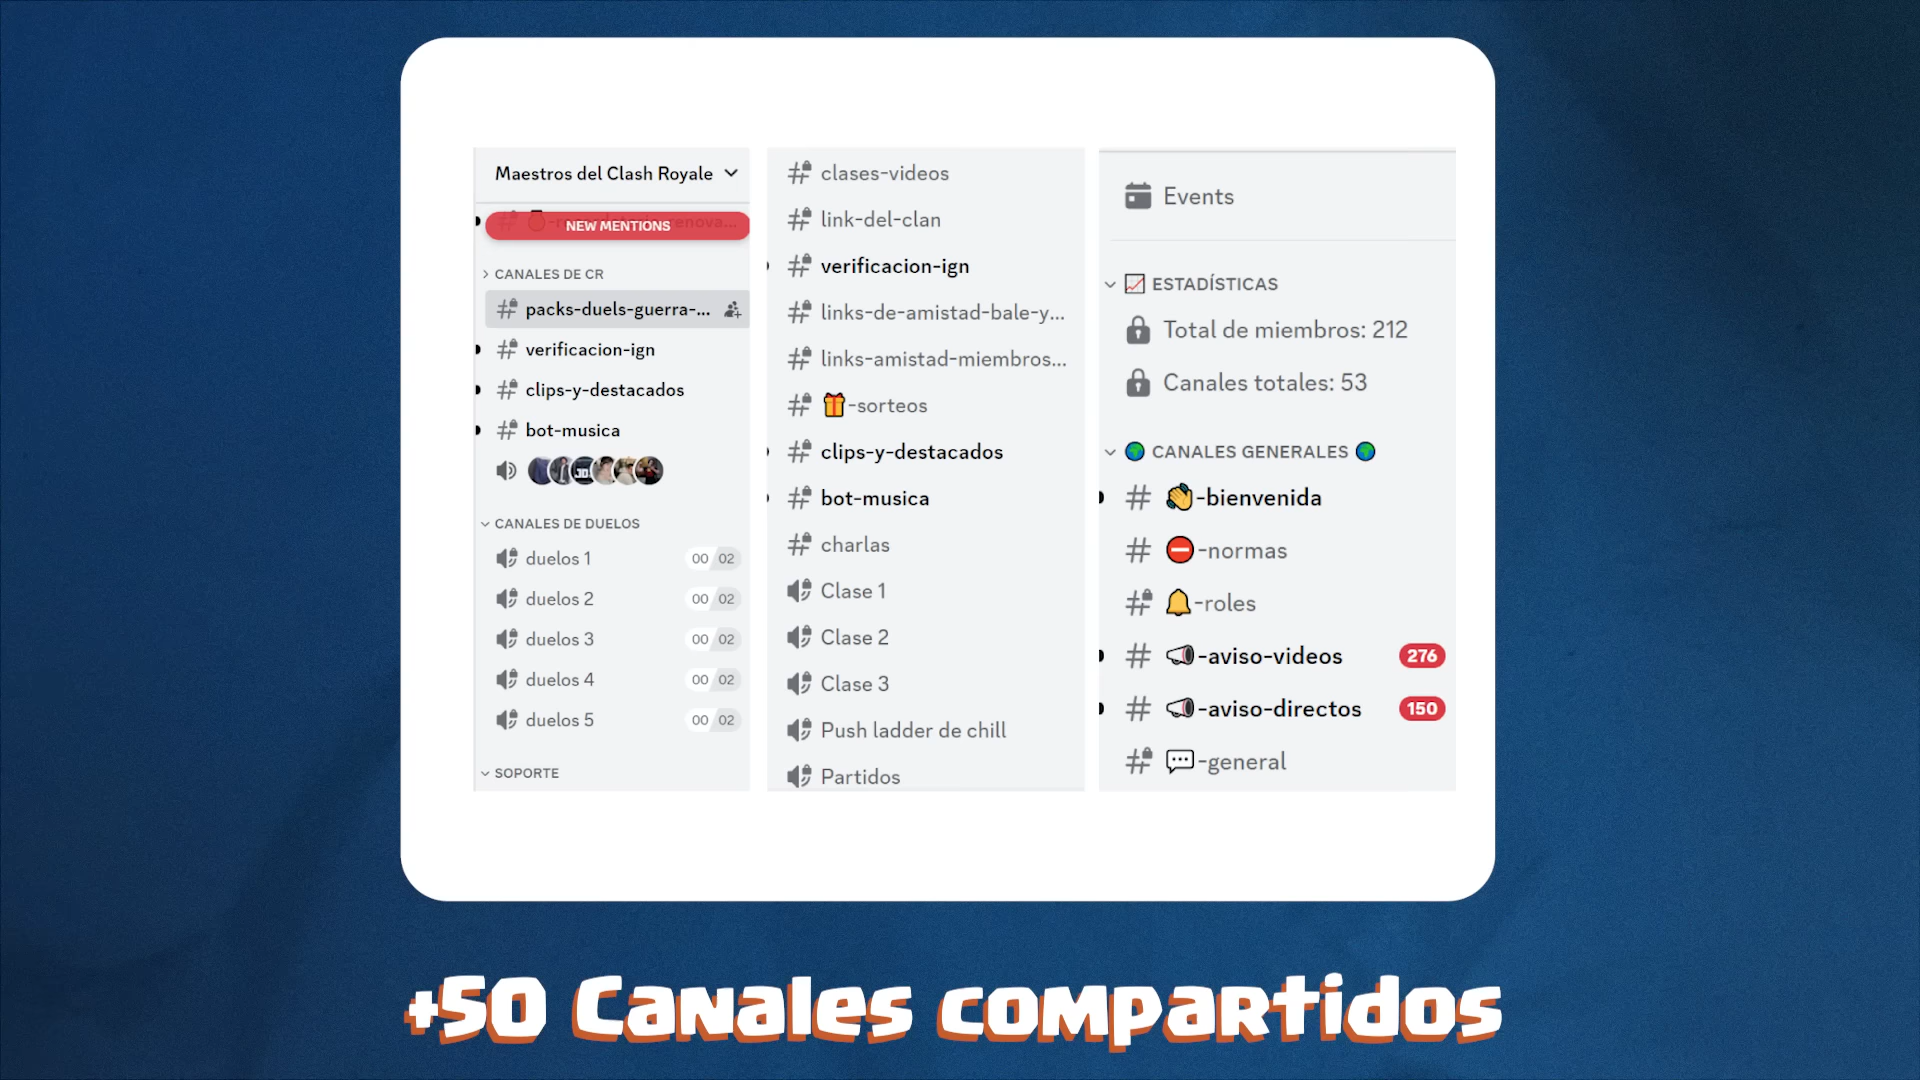 Maestros del Clash Royale
NEW MENTIONS
CANALES DE CR
packs-duels-guerra-...
verificacion-ign
clips-y-destacados
bot-musica
CANALES DE DUELOS
duelos 1 00 02
duelos 2 00 02
duelos 3 00 02
duelos 4 00 02
duelos 5 00 02
SOPORTE
clases-videos
link-del-clan
verificacion-ign
links-de-amistad-bale-y...
links-amistad-miembros...
-sorteos
clips-y-destacados
bot-musica
charlas
Clase 1
Clase 2
Clase 3
Push ladder de chill
Partidos
Events
ESTADÍSTICAS
Total de miembros: 212
Canales totales: 53
CANALES GENERALES
-bienvenida
-normas
-roles
-aviso-videos 276
-aviso-directos 150
-general
+50 Canales compartidos